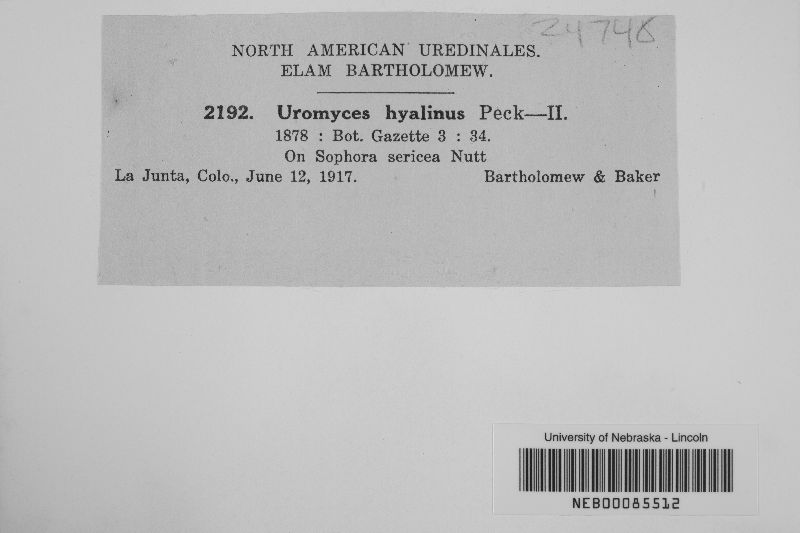 24748
NORTH AMERICAN UREDINALES.
ELAM BARTHOLOMEW.
2192. Uromyces hyalinus Peck—II.
1878 : Bot. Gazette 3 : 34.
On Sophora sericea Nutt
La Junta, Colo., June 12, 1917. Bartholomew & Baker
University of Nebraska - Lincoln
NEB00085512